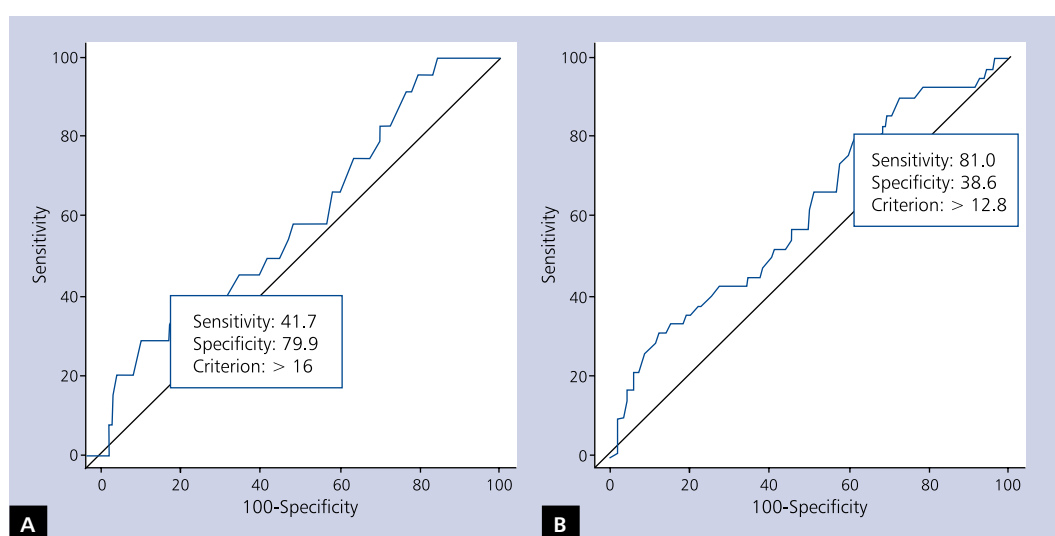 100
80
60
40
20
0
Sensitivity
Sensitivity: 41.7
Specificity: 79.9
Criterion: > 16
0 20 40 60 80 100
100-Specificity
A
100
80
60
40
20
0
Sensitivity
Sensitivity: 81.0
Specificity: 38.6
Criterion: > 12.8
0 20 40 60 80 100
100-Specificity
B